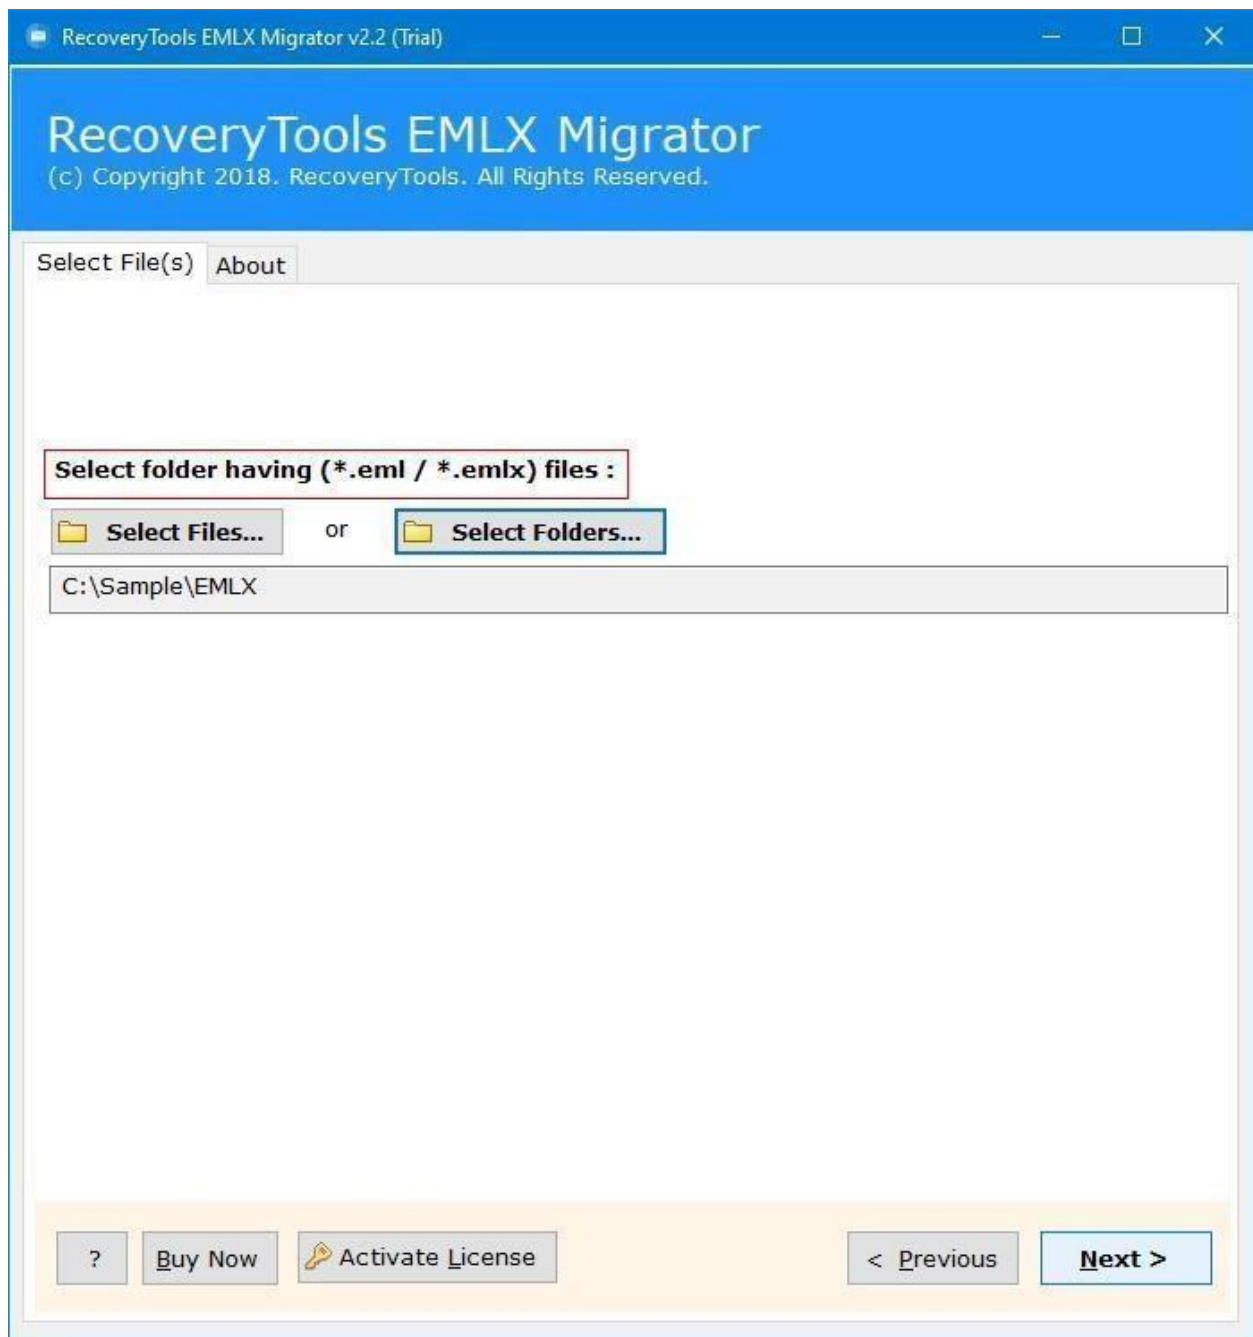 RecoveryTools EMLX Migrator v2.2 (Trial)
RecoveryTools EMLX Migrator
(c) Copyright 2018. RecoveryTools. All Rights Reserved.
Select File(s) About
Select folder having (*.eml / *.emlx) files :
Select Files... or Select Folders...
C:\Sample\EMLX
? Buy Now Activate License < Previous Next >